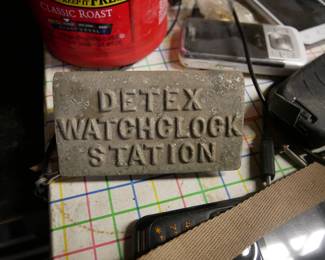 CLASSIC ROAST
DETEX
WATCHCLOCK
STATION